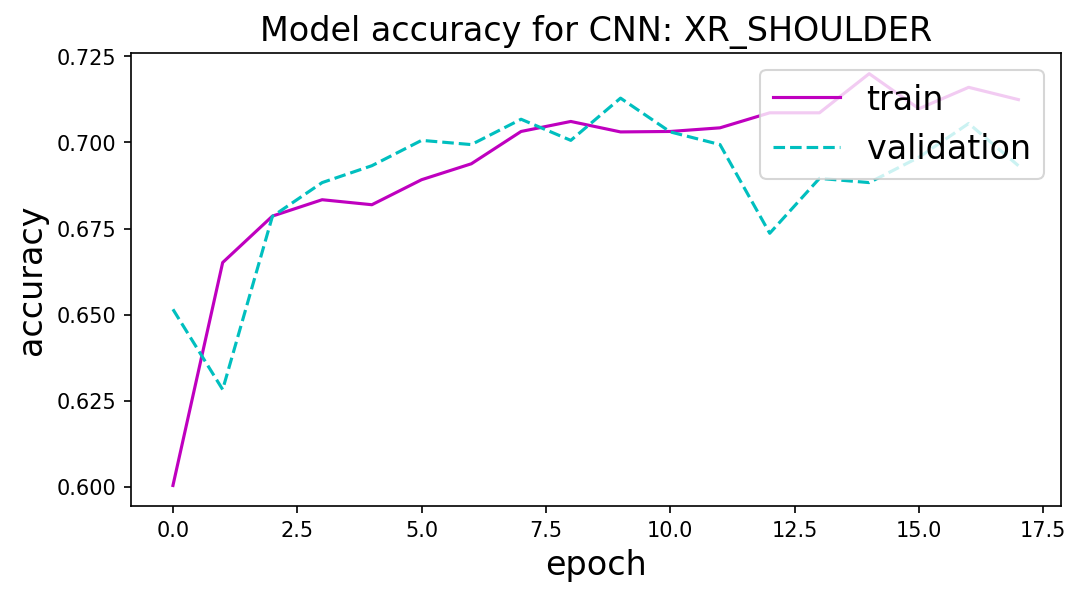 Model accuracy for CNN: XR_SHOULDER
0.725
0.700
0.675
0.650
0.625
0.600
accuracy
train
validation
0.0 2.5 5.0 7.5 10.0 12.5 15.0 17.5
epoch